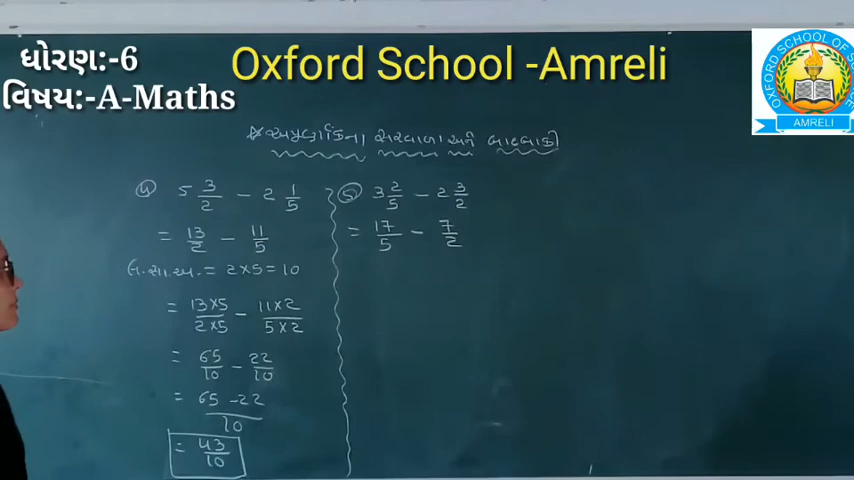 ધોરણ:-6
વિષય:-A-Maths
Oxford School -Amreli
OXFORD SCHOOL OF
AMRELI
* અપૂર્ણાંકના સરવાળા અને બાદબાકી
(4) 5 3/2 - 2 1/5
= 13/2 - 11/5
લ.સા.અ. = 2×5 = 10
= 13×5/2×5 - 11×2/5×2
= 65/10 - 22/10
= 65-22/10
= 43/10
(5) 3 2/5 - 2 3/2
= 17/5 - 7/2